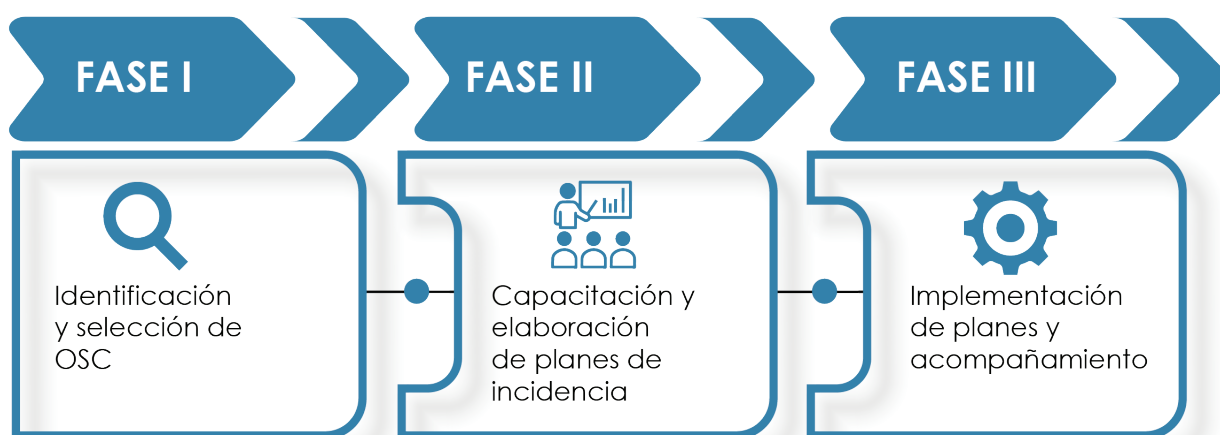 FASE I
FASE II
FASE III
Identificación
y selección de
OSC
Capacitación y
elaboración
de planes de
incidencia
Implementación
de planes y
acompañamiento